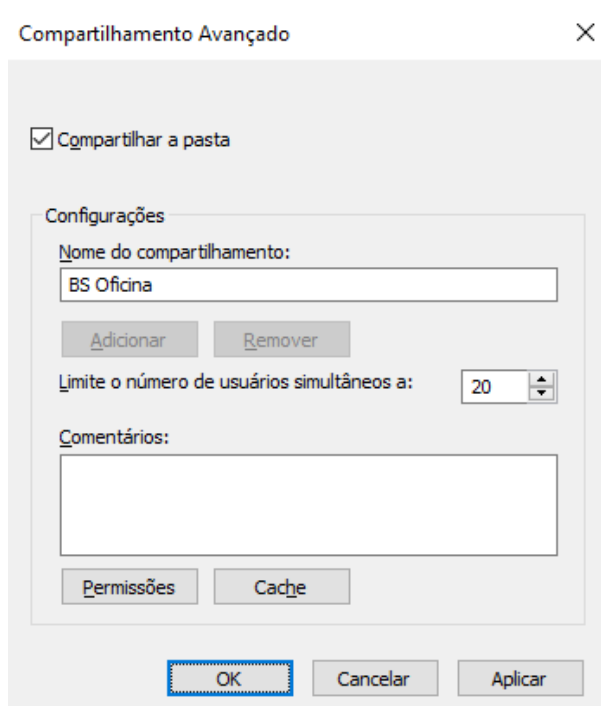 Compartilhamento Avançado
Compartilhar a pasta
Configurações
Nome do compartilhamento:
BS Oficina
Adicionar Remover
Limite o número de usuários simultâneos a: 20
Comentários:
Permissões Cache
OK Cancelar Aplicar